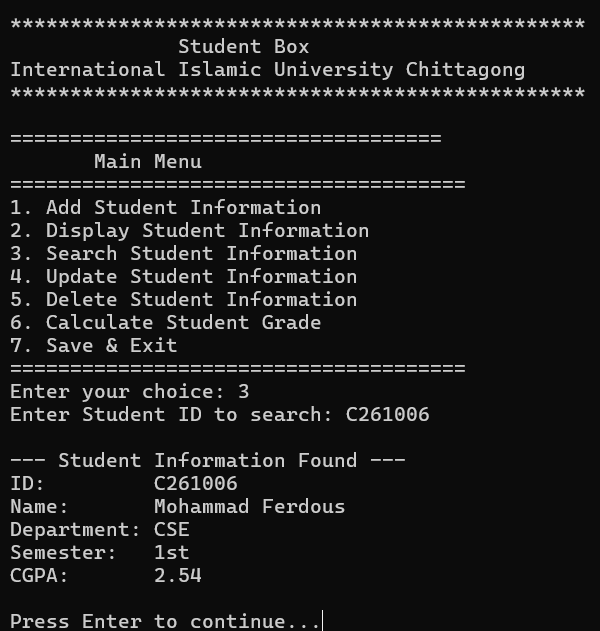 ************************************************
              Student Box
International Islamic University Chittagong
************************************************

====================================
       Main Menu
======================================
1. Add Student Information
2. Display Student Information
3. Search Student Information
4. Update Student Information
5. Delete Student Information
6. Calculate Student Grade
7. Save & Exit
======================================
Enter your choice: 3
Enter Student ID to search: C261006

--- Student Information Found ---
ID:         C261006
Name:       Mohammad Ferdous
Department: CSE
Semester:   1st
CGPA:       2.54

Press Enter to continue...